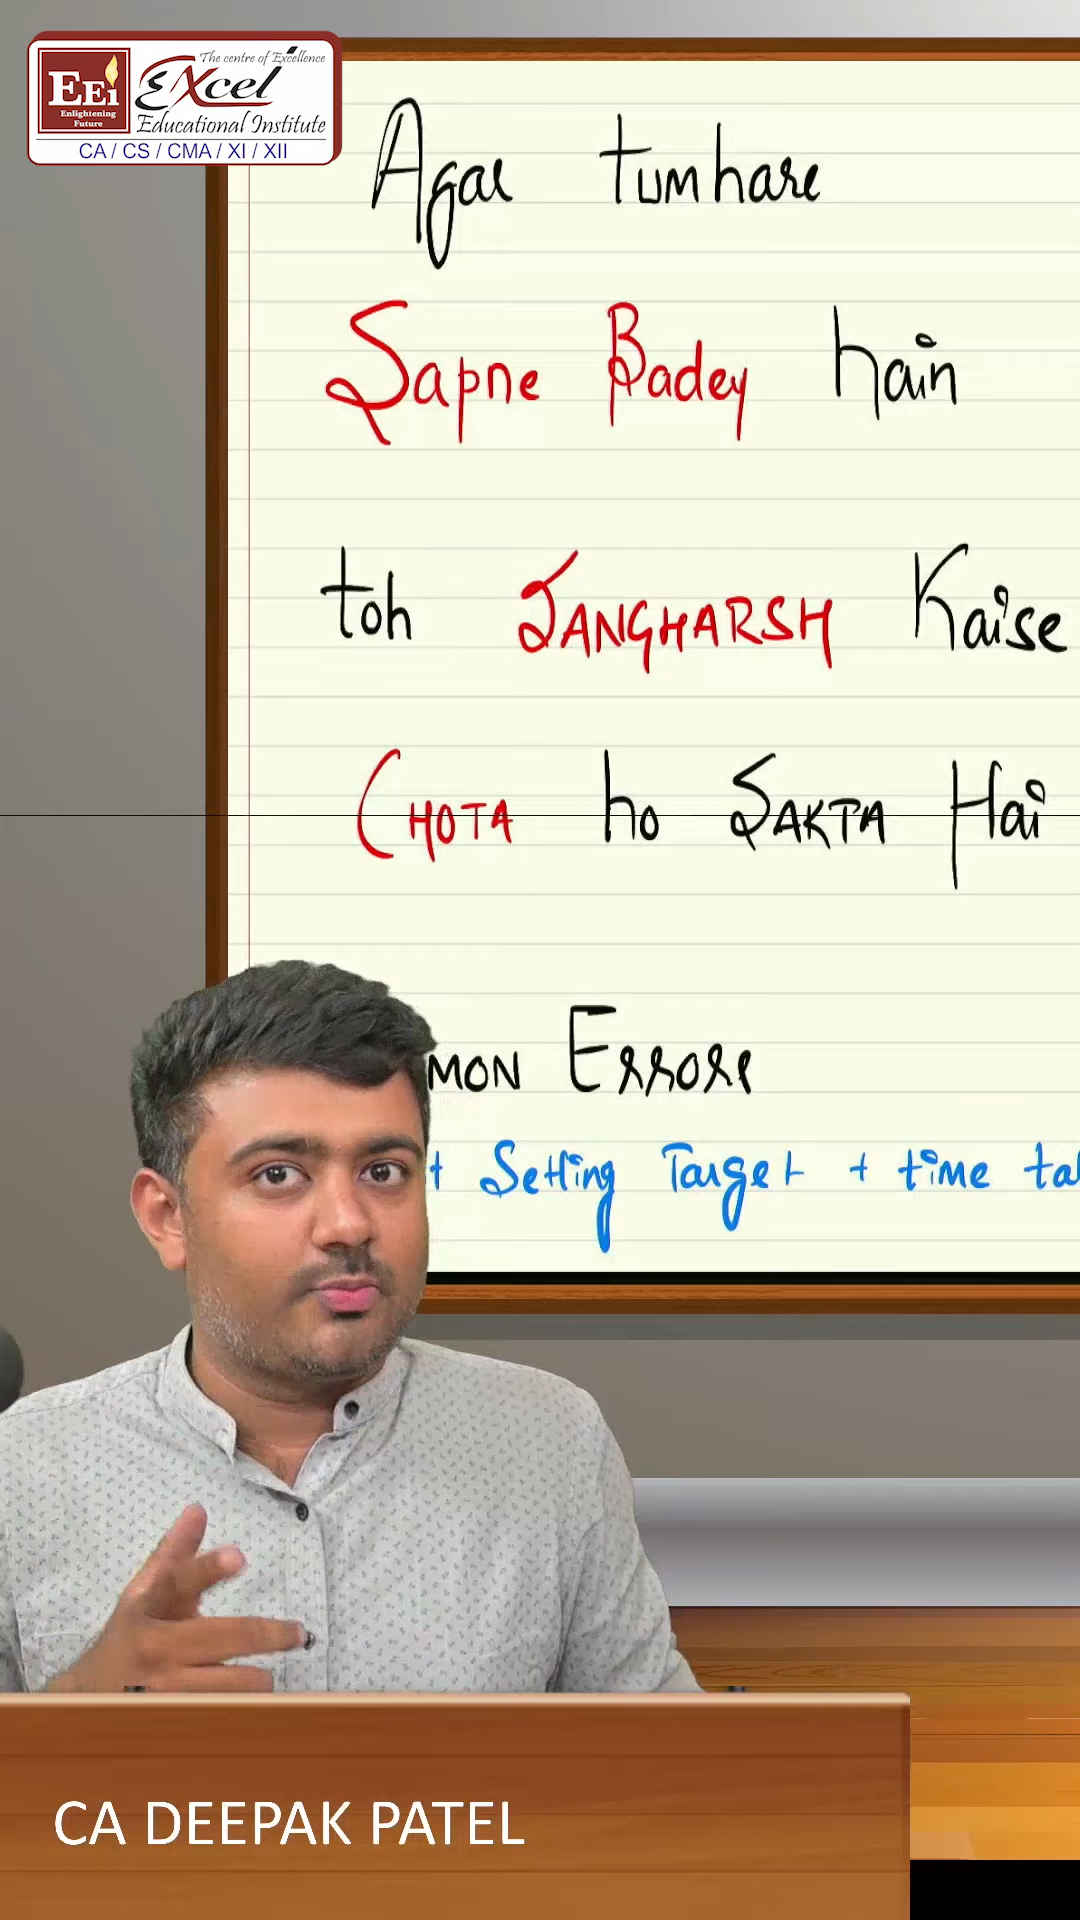 The centre of Excellence
EEi Excel
Enlightening Future
Educational Institute
CA / CS / CMA / XI / XII
Agar tumhare
Sapne Badey hain
toh SANGHARSH Kaise
CHOTA ho SAKTA Hai
MON ERRORS
t Setting Target + time ta
CA DEEPAK PATEL